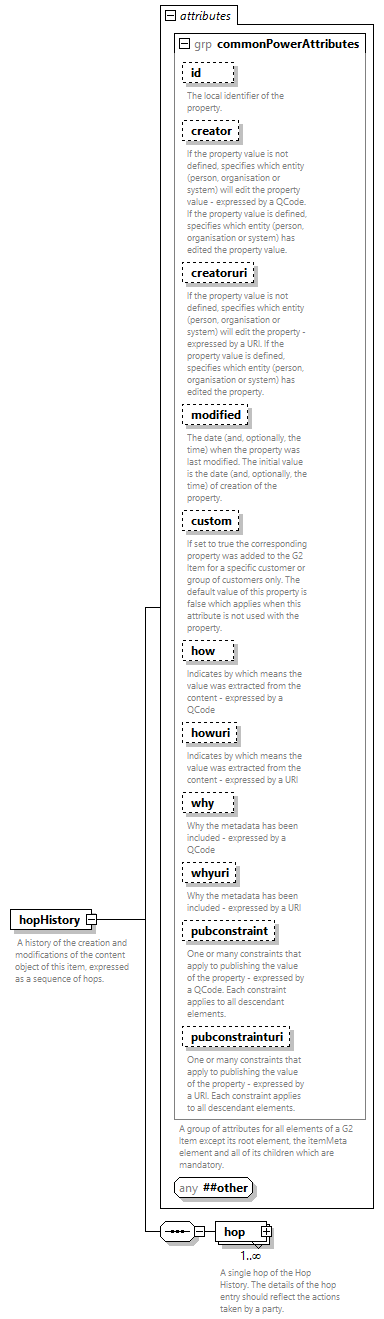 attributes
grp commonPowerAttributes
id
The local identifier of the
property.
creator
If the property value is not
defined, specifies which entity
(person, organisation or
system) will edit the property
value - expressed by a QCode.
If the property value is defined,
specifies which entity (person,
organisation or system) has
edited the property value.
creatoruri
If the property value is not
defined, specifies which entity
(person, organisation or
system) will edit the property -
expressed by a URI. If the
property value is defined,
specifies which entity (person,
organisation or system) has
edited the property.
modified
The date (and, optionally, the
time) when the property was
last modified. The initial value
is the date (and, optionally, the
time) of creation of the
property.
custom
If set to true the corresponding
property was added to the G2
Item for a specific customer or
group of customers only. The
default value of this property is
false which applies when this
attribute is not used with the
property.
how
Indicates by which means the
value was extracted from the
content - expressed by a
QCode
howuri
Indicates by which means the
value was extracted from the
content - expressed by a URI
why
Why the metadata has been
included - expressed by a
QCode
whyuri
Why the metadata has been
included - expressed by a URI
pubconstraint
One or many constraints that
apply to publishing the value
of the property - expressed by
a QCode. Each constraint
applies to all descendant
elements.
pubconstrainturi
One or many constraints that
apply to publishing the value
of the property - expressed by
a URI. Each constraint applies
to all descendant elements.
A group of attributes for all elements of a G2
Item except its root element, the itemMeta
element and all of its children which are
mandatory.
any ##other
hopHistory
A history of the creation and
modifications of the content
object of this item, expressed
as a sequence of hops.
hop
1..∞
A single hop of the Hop
History. The details of the hop
entry should reflect the actions
taken by a party.